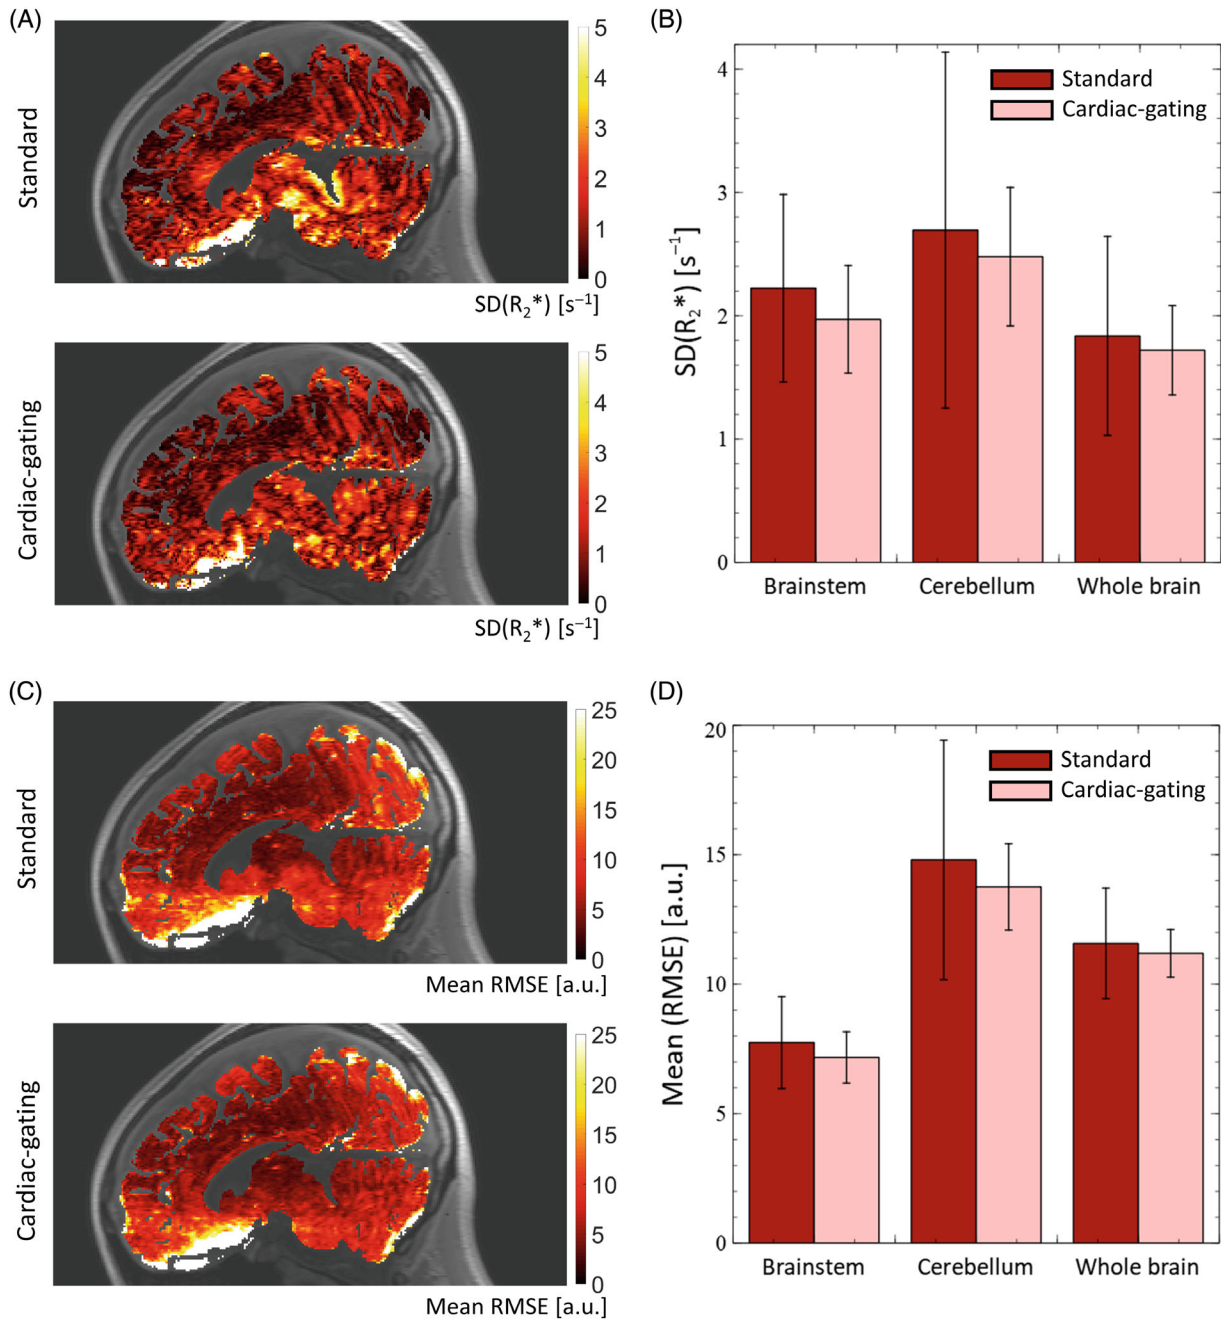 (A)
Standard
5
4
3
2
1
0
SD(R₂*) [s⁻¹]
Cardiac-gating
5
4
3
2
1
0
SD(R₂*) [s⁻¹]
(B)
SD(R₂*) [s⁻¹]
4
3
2
1
0
Standard
Cardiac-gating
Brainstem Cerebellum Whole brain
(C)
Standard
25
20
15
10
5
0
Mean RMSE [a.u.]
Cardiac-gating
25
20
15
10
5
0
Mean RMSE [a.u.]
(D)
Mean (RMSE) [a.u.]
20
15
10
5
0
Standard
Cardiac-gating
Brainstem Cerebellum Whole brain